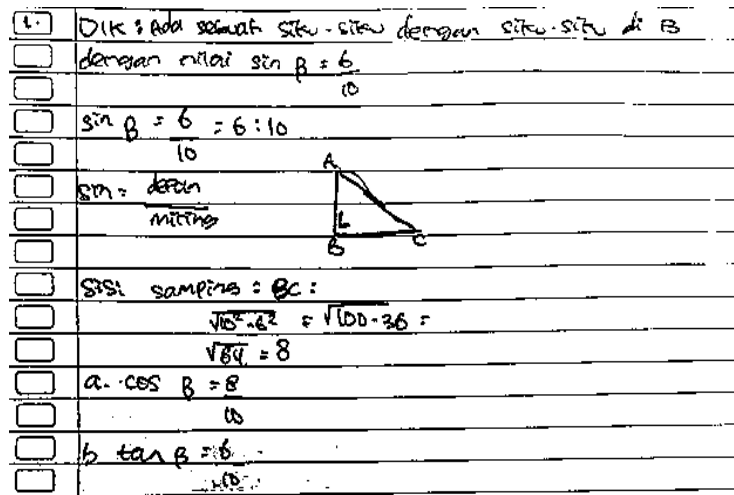 1. DIK : Ada sebuah siku-siku dengan siku-siku di B
dengan nilai sin β = 6/10
sin β = 6/10 = 6 : 10
sin = depan/miring
A
B
C
sisi samping = BC :
√10²-6² = √100-36 =
√64 = 8
a. cos β = 8/10
b tan β = 6/10